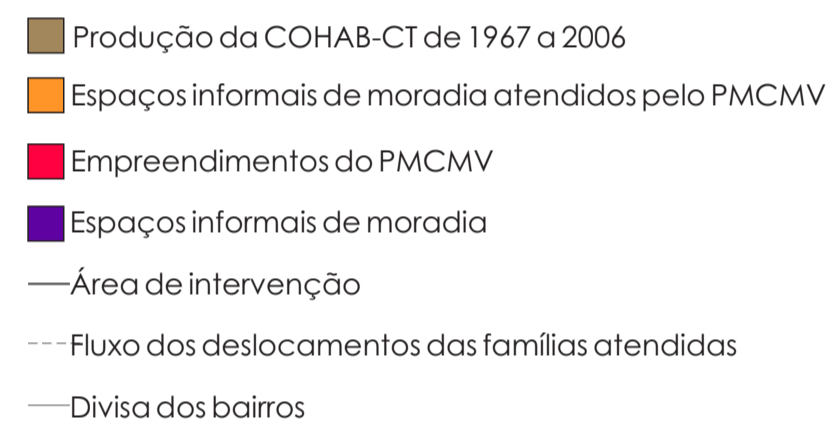 Produção da COHAB-CT de 1967 a 2006
Espaços informais de moradia atendidos pelo PMCMV
Empreendimentos do PMCMV
Espaços informais de moradia
Área de intervenção
Fluxo dos deslocamentos das famílias atendidas
Divisa dos bairros